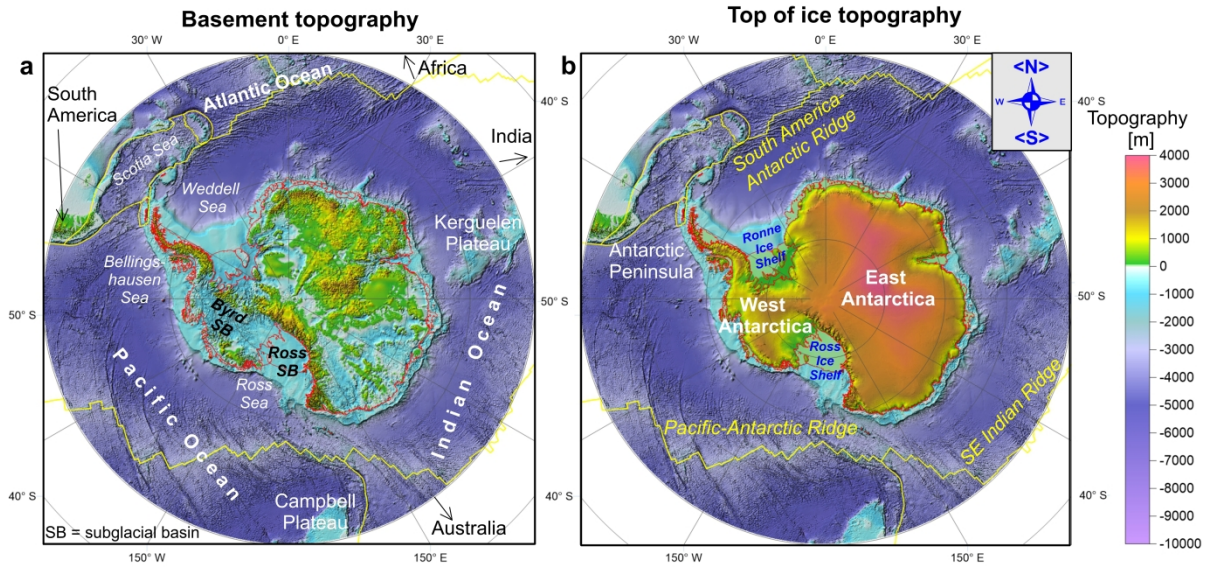 Basement topography
Top of ice topography
30° W
0° E
30° E
30° W
0° E
30° E
a
Africa
South
America
Atlantic Ocean
India
Scotia Sea
Weddell
Sea
Kerguelen
Plateau
Bellings-
hausen
Sea
Byrd
SB
Ross
SB
Ross
Sea
Pacific Ocean
Indian Ocean
Campbell
Plateau
Australia
SB = subglacial basin
40° S
50° S
40° S
150° W
150° E
b
<N>
W
E
<S>
40° S
South America-
Antarctic Ridge
Antarctic
Peninsula
Ronne
Ice
Shelf
East
Antarctica
West
Antarctica
Ross
Ice
Shelf
Pacific-Antarctic Ridge
SE Indian Ridge
50° S
40° S
150° W
150° E
Topography
[m]
4000
3000
2000
1000
0
-1000
-2000
-3000
-4000
-5000
-6000
-7000
-8000
-9000
-10000